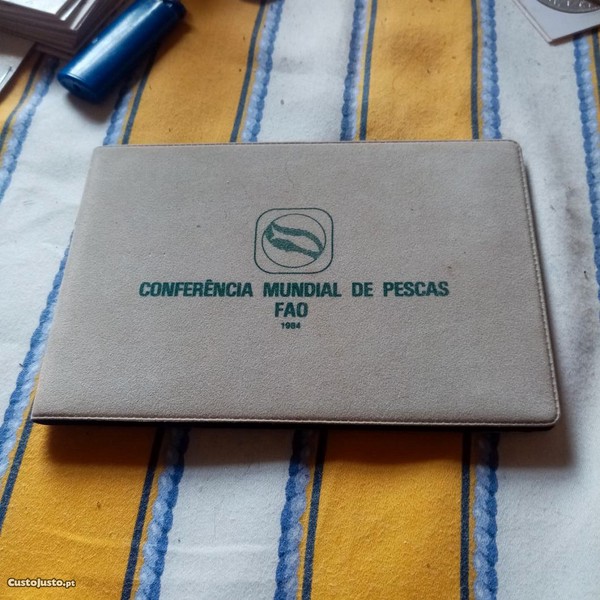 CONFERÊNCIA MUNDIAL DE PESCAS
FAO
1984
CustoJusto.pt